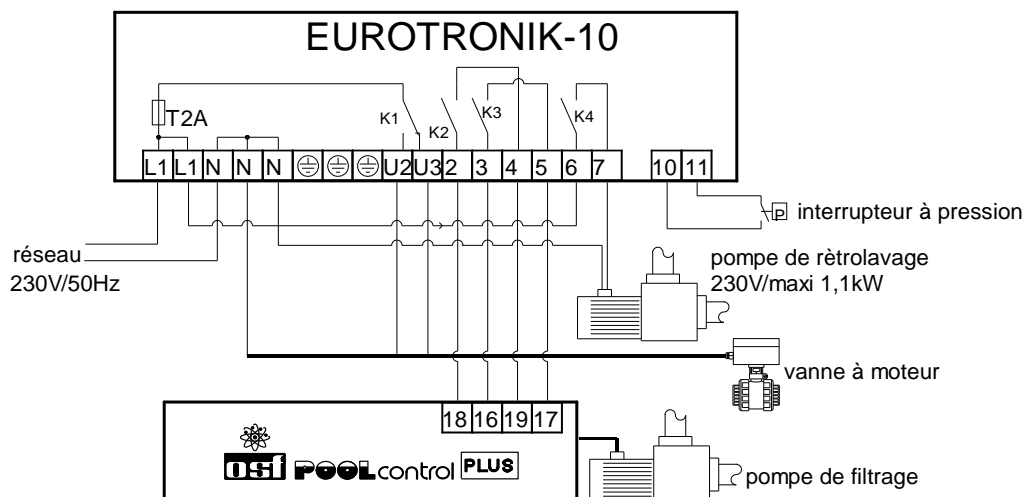 EUROTRONIK-10
T2A
K1
K2
K3
K4
L1 L1 N N N U2 U3 2 3 4 5 6 7 10 11
P interrupteur à pression
réseau
230V/50Hz
pompe de rètrolavage
230V/maxi 1,1kW
vanne à moteur
18 16 19 17
osf POOLcontrol PLUS
pompe de filtrage